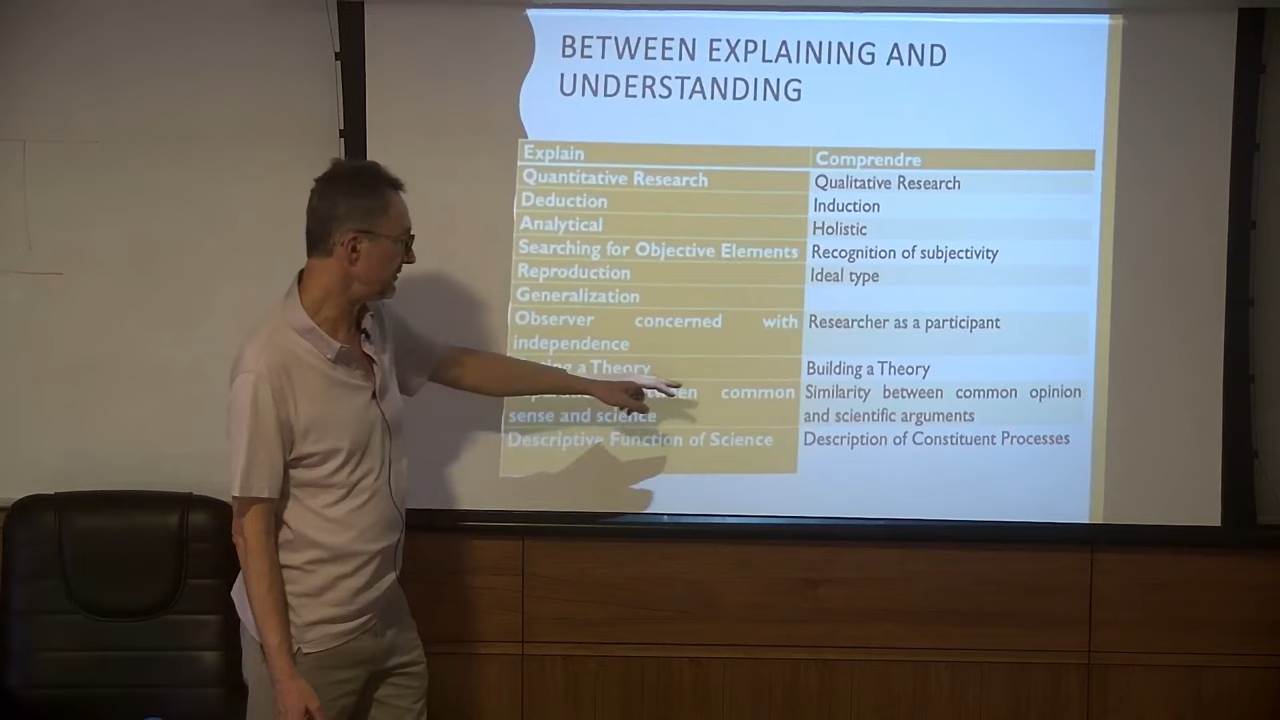 BETWEEN EXPLAINING AND
UNDERSTANDING
Explain
Comprendre
Quantitative Research
Qualitative Research
Deduction
Induction
Analytical
Holistic
Searching for Objective Elements
Recognition of subjectivity
Reproduction
Ideal type
Generalization
Observer concerned with
independence
Researcher as a participant
a Theory
Building a Theory
common
sense and science
Similarity between common opinion
and scientific arguments
Descriptive Function of Science
Description of Constituent Processes